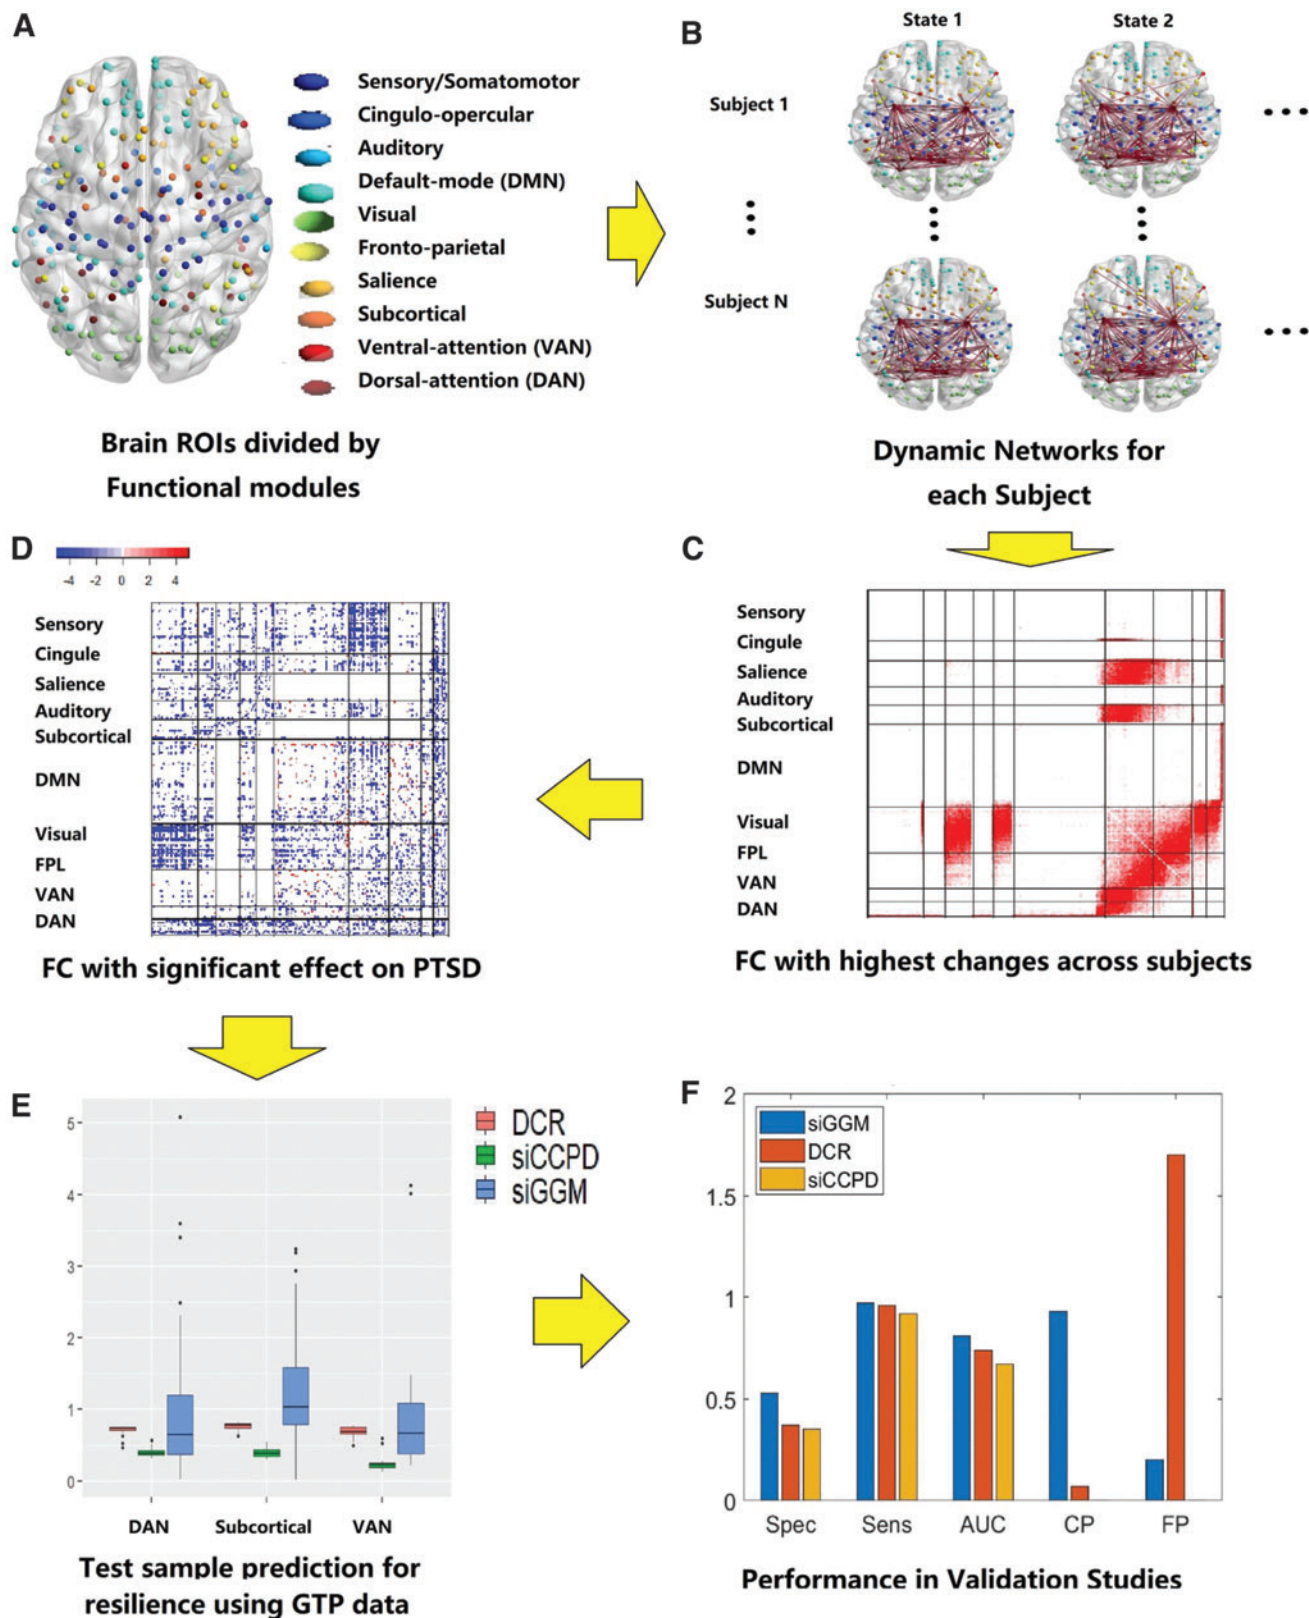 A
Sensory/Somatomotor
Cingulo-opercular
Auditory
Default-mode (DMN)
Visual
Fronto-parietal
Salience
Subcortical
Ventral-attention (VAN)
Dorsal-attention (DAN)
Brain ROIs divided by
Functional modules
B
State 1
State 2
Subject 1
Subject N
Dynamic Networks for
each Subject
D
-4 -2 0 2 4
Sensory
Cingule
Salience
Auditory
Subcortical
DMN
Visual
FPL
VAN
DAN
FC with significant effect on PTSD
C
Sensory
Cingule
Salience
Auditory
Subcortical
DMN
Visual
FPL
VAN
DAN
FC with highest changes across subjects
E
5
4
3
2
1
0
DAN Subcortical VAN
DCR
siCCPD
siGGM
Test sample prediction for
resilience using GTP data
F
2
1.5
1
0.5
0
siGGM
DCR
siCCPD
Spec Sens AUC CP FP
Performance in Validation Studies